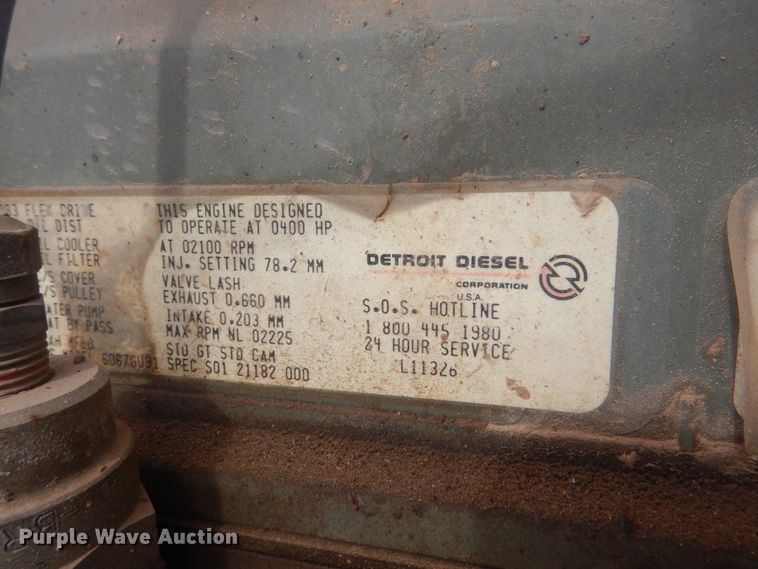 FLEX DRIVE
OIL DIST
COOLER
FILTER
COVER
PULLEY
PUMP
BY PASS
THIS ENGINE DESIGNED
TO OPERATE AT 0400 HP
AT 02100 RPM
INJ. SETTING 78.2 MM
VALVE LASH
EXHAUST 0.660 MM
INTAKE 0.203 MM
MAX RPM NL 02225
STD GT STD CAM
SPEC S01 21182 000
DETROIT DIESEL
CORPORATION
U.S.A.
S.O.S. HOTLINE
1 800 445 1980
24 HOUR SERVICE
L11326
Purple Wave Auction